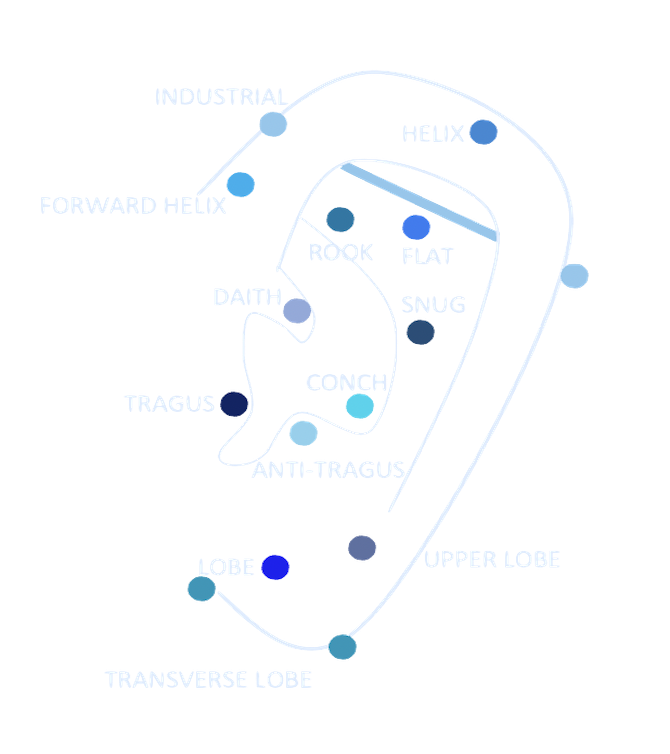 INDUSTRIAL
HELIX
FORWARD HELIX
ROOK
FLAT
DAITH
SNUG
CONCH
TRAGUS
ANTI-TRAGUS
LOBE
UPPER LOBE
TRANSVERSE LOBE